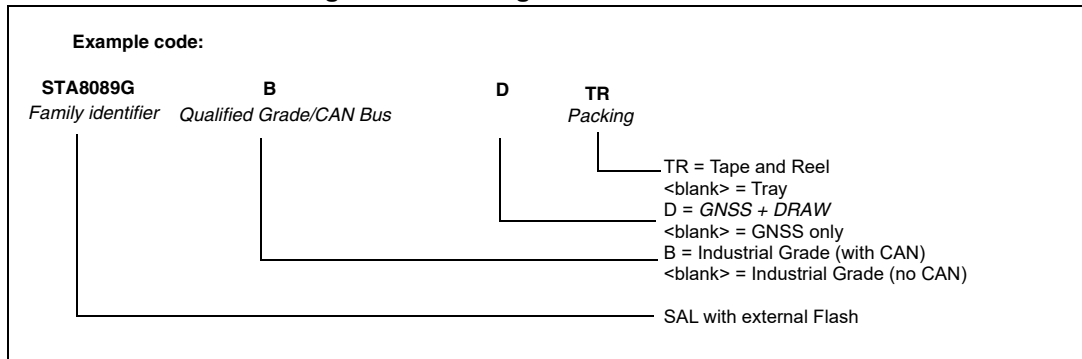 Example code:
STA8089G B D TR
Family identifier Qualified Grade/CAN Bus Packing
TR = Tape and Reel
<blank> = Tray
D = GNSS + DRAW
<blank> = GNSS only
B = Industrial Grade (with CAN)
<blank> = Industrial Grade (no CAN)
SAL with external Flash